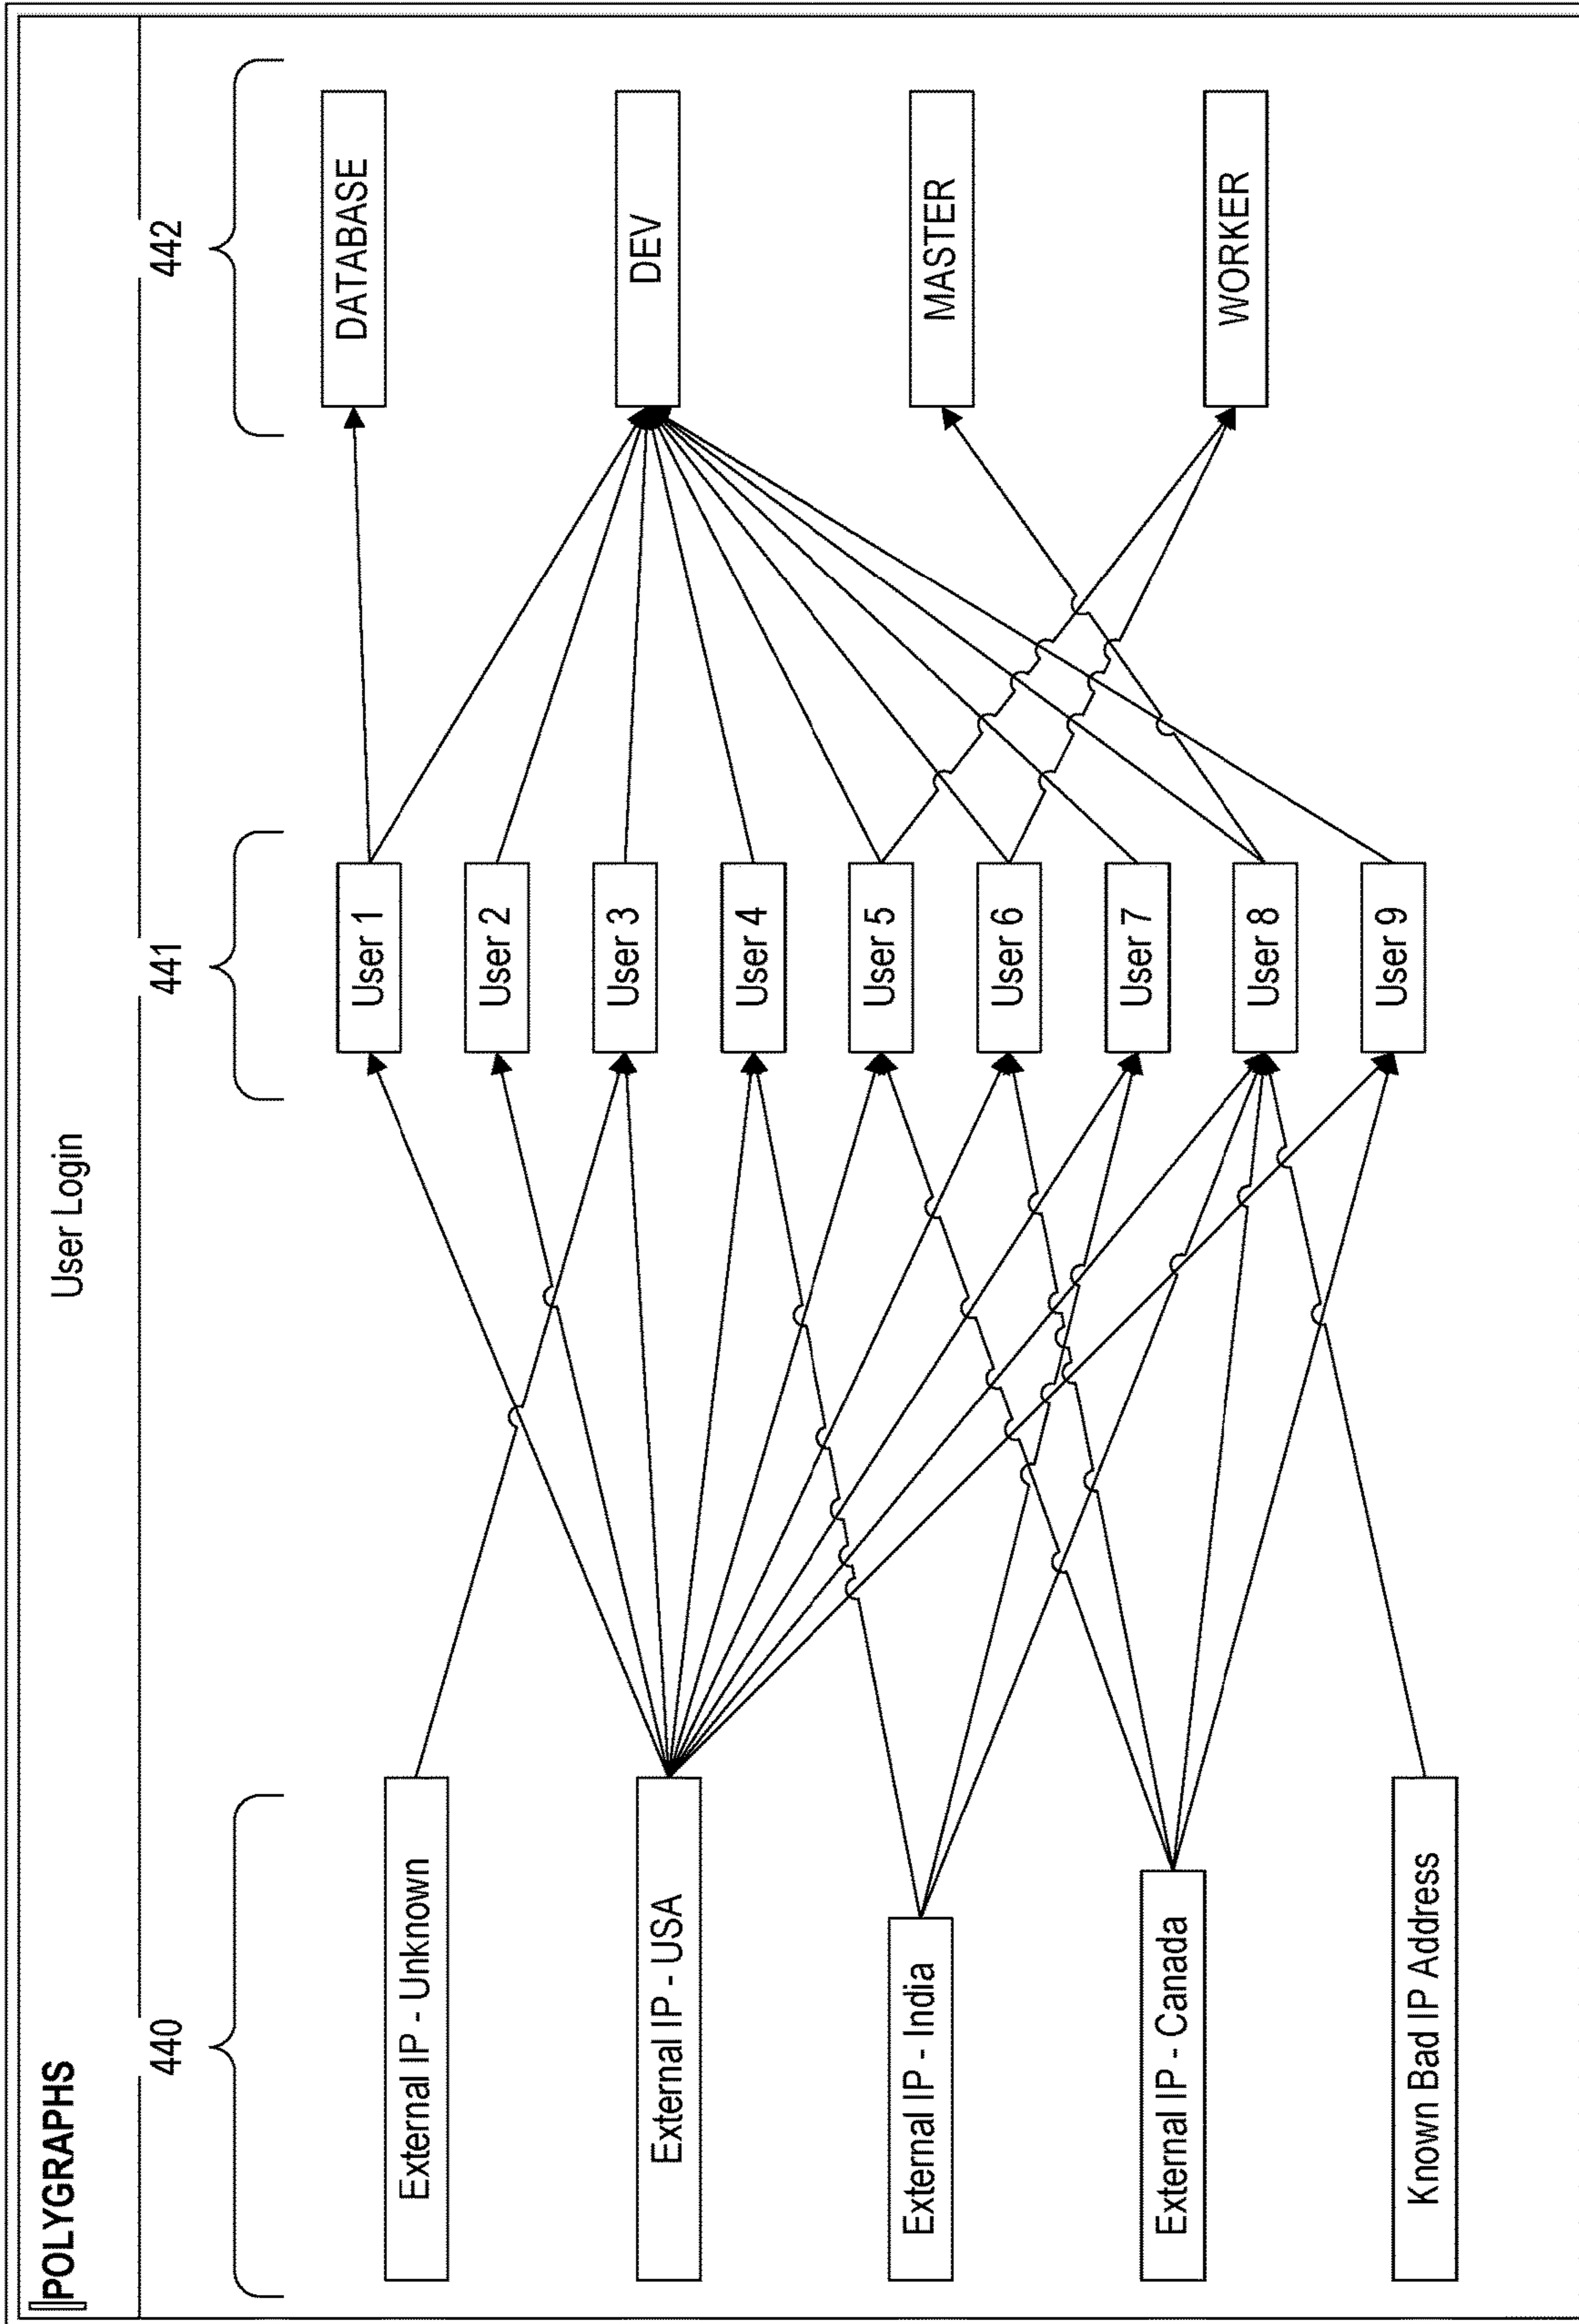 POLYGRAPHS
User Login
440
441
442
External IP - Unknown
External IP - USA
External IP - India
External IP - Canada
Known Bad IP Address
User 1
User 2
User 3
User 4
User 5
User 6
User 7
User 8
User 9
DATABASE
DEV
MASTER
WORKER